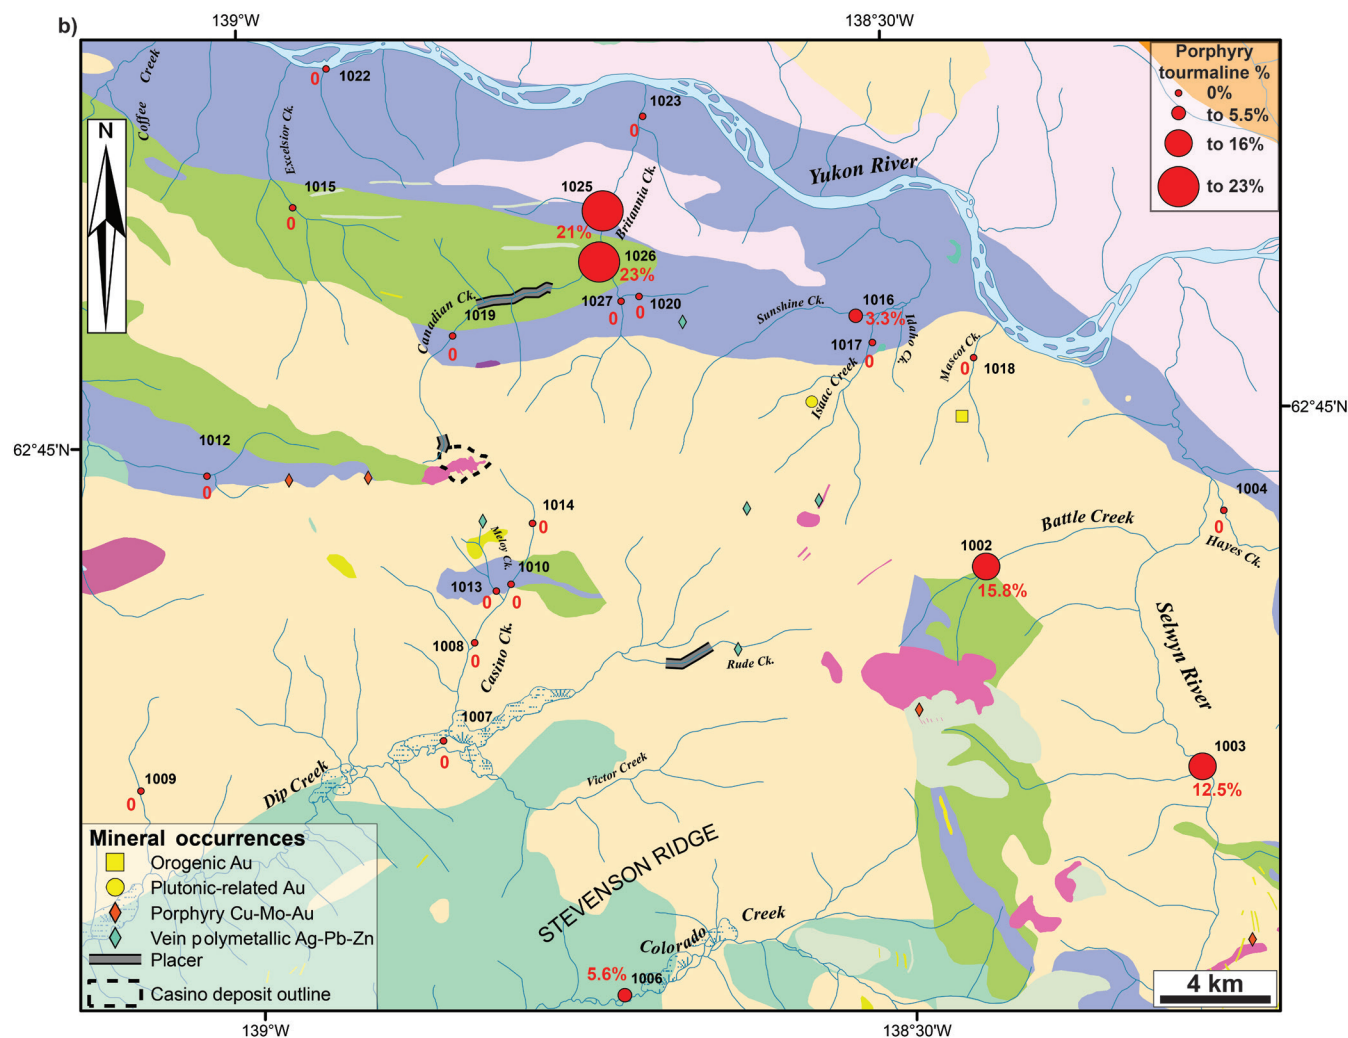 b)
139°W
138°30'W
Porphyry
tourmaline %
0%
to 5.5%
to 16%
to 23%
N
Coffee Creek
Excelsior Ck.
1022
0
1023
0
Yukon River
1015
0
1025
21%
Britannia Ck.
1026
23%
1027
0
1020
0
Canadian Ck.
1019
0
Sunshine Ck.
1016
3.3%
1017
0
Idaho Ck.
Isaac Creek
Mascot Ck.
0
1018
62°45'N
62°45'N
1012
0
1014
0
Meloy Ck.
1010
0
1013
0
1008
0
Casino Ck.
1004
0
Hayes Ck.
Battle Creek
1002
15.8%
Selwyn River
Rude Ck.
1007
0
1003
12.5%
1009
0
Dip Creek
Victor Creek
STEVENSON RIDGE
Colorado Creek
5.6%
1006
Mineral occurrences
Orogenic Au
Plutonic-related Au
Porphyry Cu-Mo-Au
Vein polymetallic Ag-Pb-Zn
Placer
Casino deposit outline
4 km
139°W
138°30'W